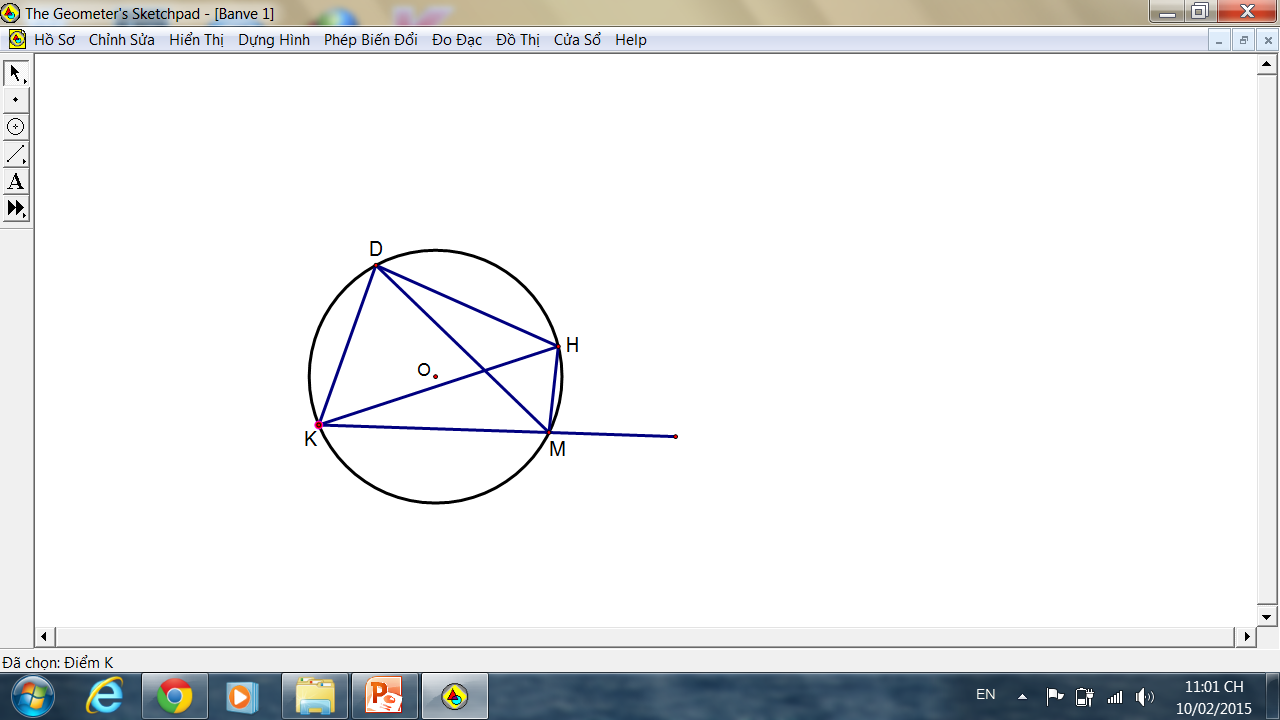 The Geometer's Sketchpad - [Banve 1]
Hồ Sơ Chỉnh Sửa Hiển Thị Dựng Hình Phép Biến Đổi Đo Đạc Đồ Thị Cửa Sổ Help
A
D
H
O
K
M
Đã chọn: Điểm K
EN
11:01 CH
10/02/2015